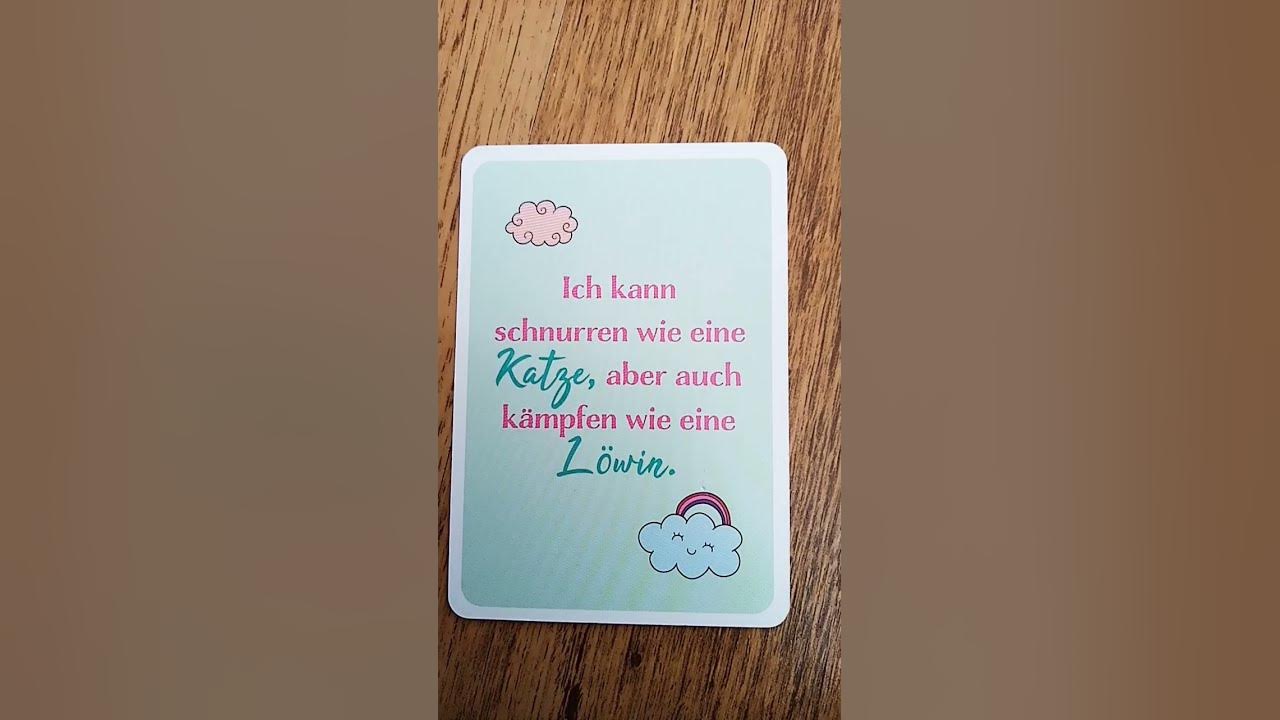 Ich kann
schnurren wie eine
Katze, aber auch
kämpfen wie eine
Löwin.